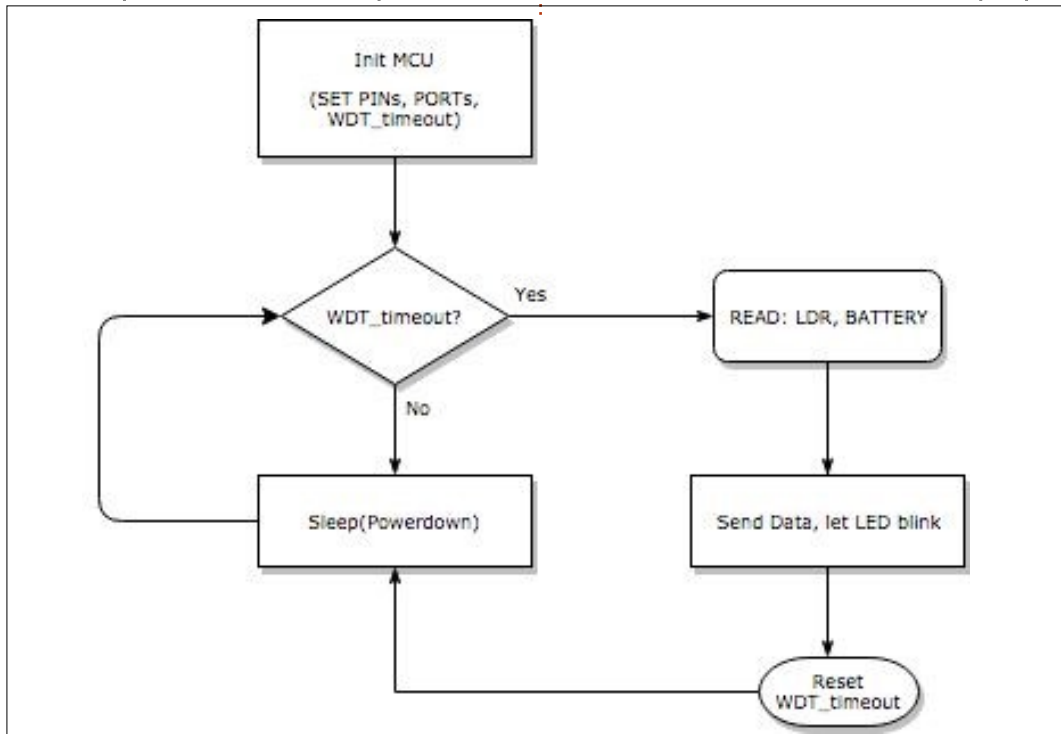 Init MCU
(SET PINs, PORTs,
WDT_timeout)
WDT_timeout?
Yes
READ: LDR, BATTERY
No
Sleep(Powerdown)
Send Data, let LED blink
Reset
WDT_timeout